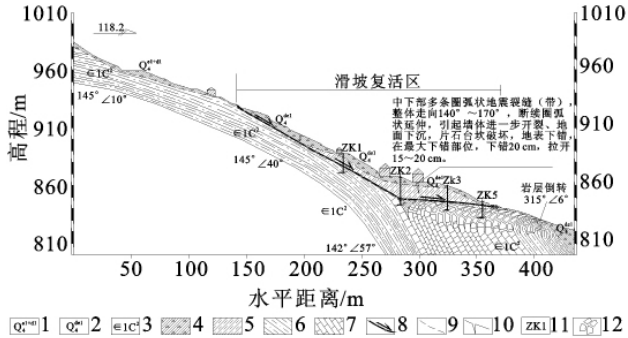 1010
960
910
860
810
高程/m
118.2
Q₄ᵉˡ⁺ᵈˡ
∈1C²
145°∠10°
滑坡复活区
Q₄ᵈᵉˡ
∈1C²
145°∠40°
ZK1
Q₄ᵈᵉˡ
中下部多条圈弧状地震裂缝（带），
整体走向140°～170°，断续圈弧
状延伸，引起墙体进一步开裂、地
面下沉，片石台坎破坏，地表下错，
在最大下错部位，下错20 cm，拉开
15～20 cm。
ZK2
Q₄ᵈᵉˡ
Zk3
ZK5
岩层倒转
315°∠6°
∈1C²
142°∠57°
∈1C²
Q₄ᵈᵉˡ
1010
960
910
860
810
50 100 150 200 250 300 350 400
水平距离/m
Q₄ᵉˡ⁺ᵈˡ 1 Q₄ᵈᵉˡ 2 ∈1C² 3 4 5 6 7 8 9 10 ZK1 11 12